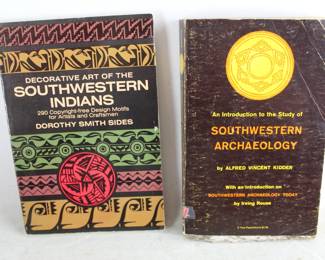 DECORATIVE ART OF THE
SOUTHWESTERN
INDIANS
290 Copyright-free Design Motifs
for Artists and Craftsmen
DOROTHY SMITH SIDES
An Introduction to the Study of
SOUTHWESTERN
ARCHAEOLOGY
by ALFRED VINCENT KIDDER
With an Introduction on
SOUTHWESTERN ARCHAEOLOGY TODAY
by Irving Rouse